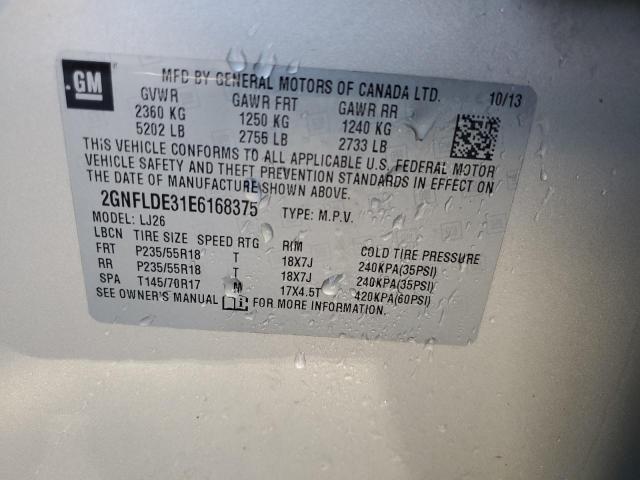 GM
MFD BY GENERAL MOTORS OF CANADA LTD. 10/13
GVWR GAWR FRT GAWR RR
2360 KG 1250 KG 1240 KG
5202 LB 2755 LB 2733 LB
THIS VEHICLE CONFORMS TO ALL APPLICABLE U.S. FEDERAL MOTOR
VEHICLE SAFETY AND THEFT PREVENTION STANDARDS IN EFFECT ON
THE DATE OF MANUFACTURE SHOWN ABOVE.
2GNFLDE31E6168375 TYPE: M.P.V.
MODEL: LJ26
LBCN TIRE SIZE SPEED RTG RIM COLD TIRE PRESSURE
FRT P235/55R18 T 18X7J 240KPA(35PSI)
RR P235/55R18 T 18X7J 240KPA(35PSI)
SPA T145/70R17 M 17X4.5T 420KPA(60PSI)
SEE OWNER'S MANUAL FOR MORE INFORMATION.